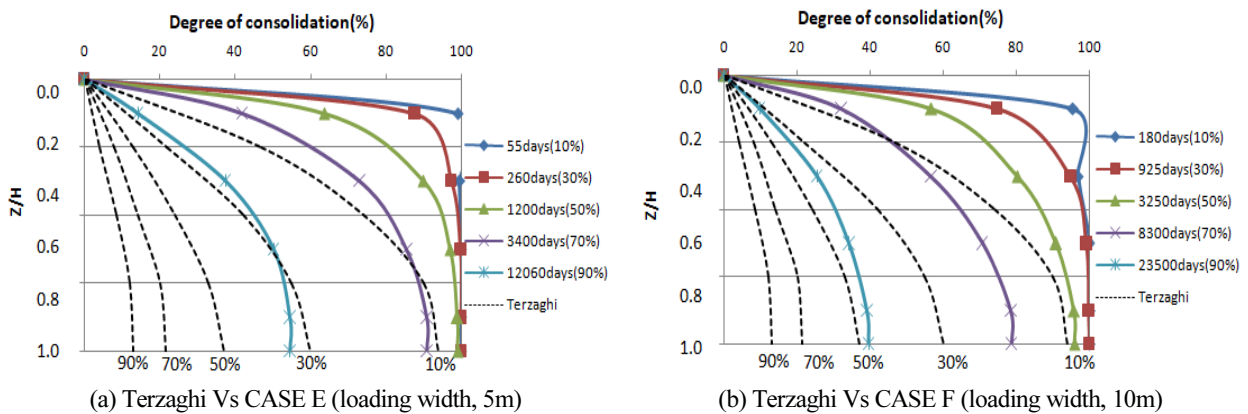 Degree of consolidation(%)
0 20 40 60 80 100
0.0
0.2
0.4
0.6
0.8
1.0
Z/H
55days(10%)
260days(30%)
1200days(50%)
3400days(70%)
12060days(90%)
Terzaghi
90% 70% 50% 30% 10%
(a) Terzaghi Vs CASE E (loading width, 5m)
Degree of consolidation(%)
0 20 40 60 80 100
0.0
0.2
0.4
0.6
0.8
1.0
Z/H
180days(10%)
925days(30%)
3250days(50%)
8300days(70%)
23500days(90%)
Terzaghi
90% 70% 50% 30% 10%
(b) Terzaghi Vs CASE F (loading width, 10m)